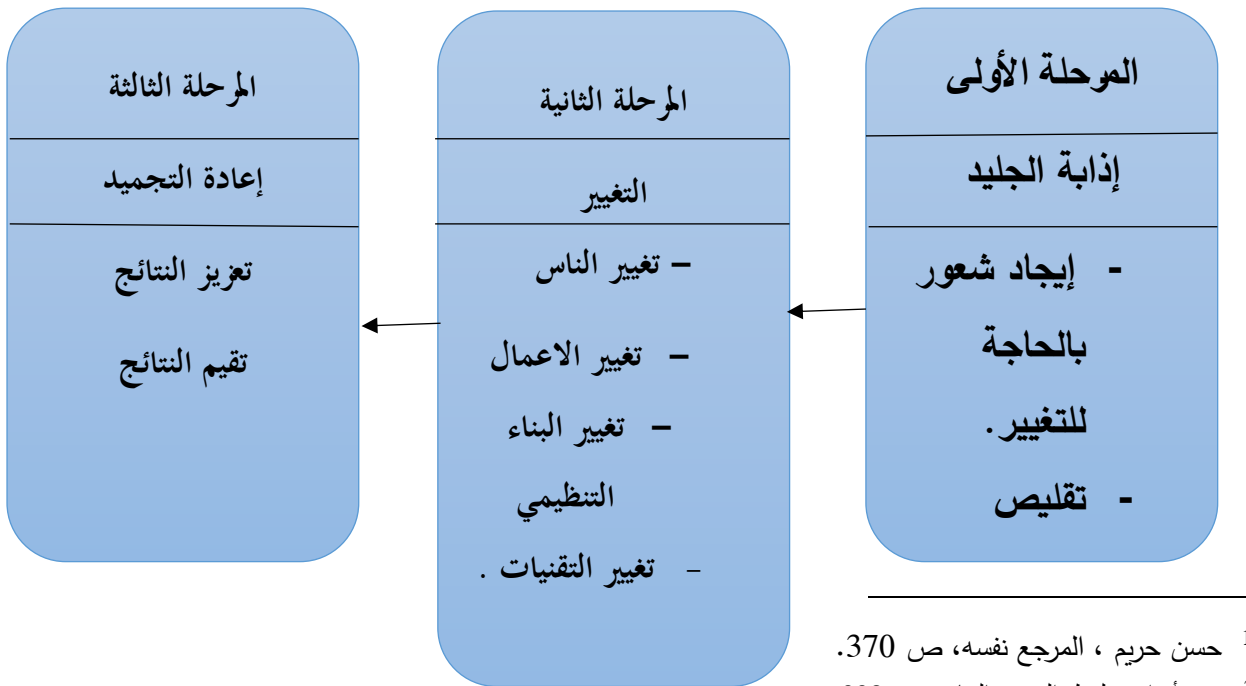 المرحلة الأولى
إذابة الجليد
- إيجاد شعور
بالحاجة
للتغيير.
- تقليص
المرحلة الثانية
التغيير
– تغيير الناس
– تغيير الاعمال
– تغيير البناء
التنظيمي
- تغيير التقنيات .
المرحلة الثالثة
إعادة التجميد
تعزيز النتائج
تقيم النتائج
1 حسن حريم ، المرجع نفسه، ص 370.